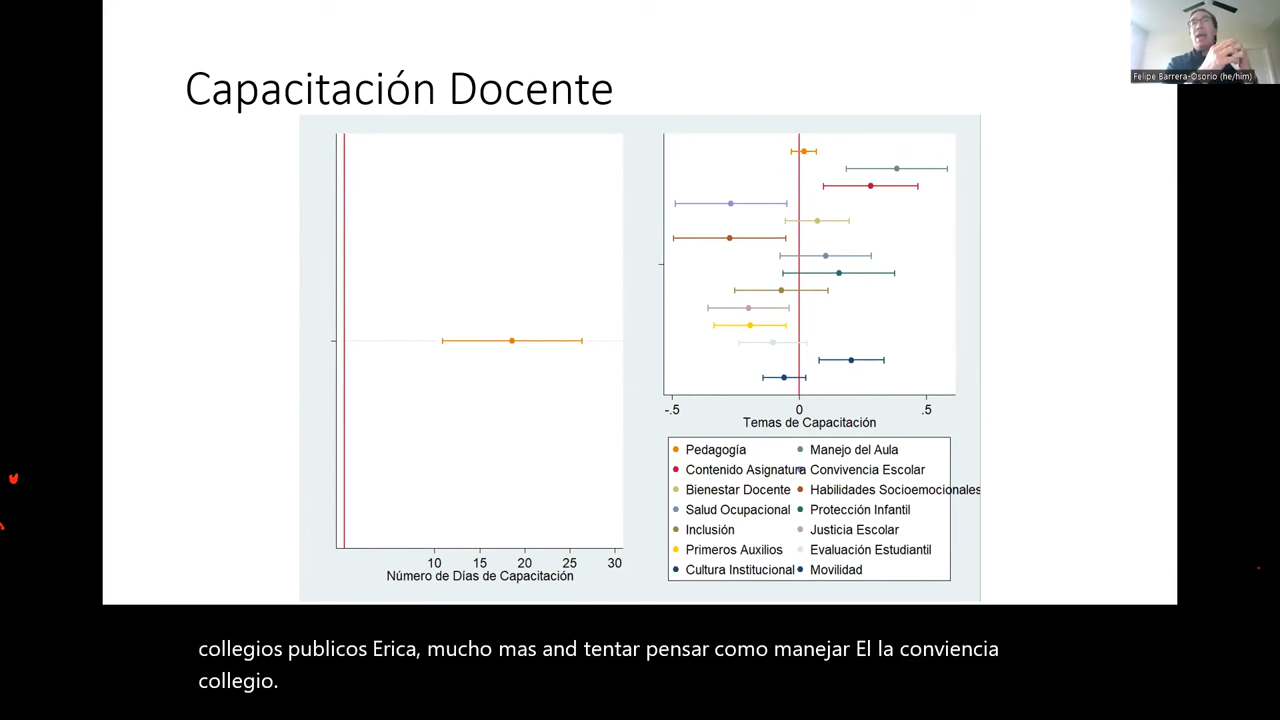 Capacitación Docente
Felipe Barrera-Osorio (he/him)
10 15 20 25 30
Número de Días de Capacitación
-.5 0 .5
Temas de Capacitación
Pedagogía Manejo del Aula
Contenido Asignatura Convivencia Escolar
Bienestar Docente Habilidades Socioemocionales
Salud Ocupacional Protección Infantil
Inclusión Justicia Escolar
Primeros Auxilios Evaluación Estudiantil
Cultura Institucional Movilidad
collegios publicos Erica, mucho mas and tentar pensar como manejar El la conviencia
collegio.